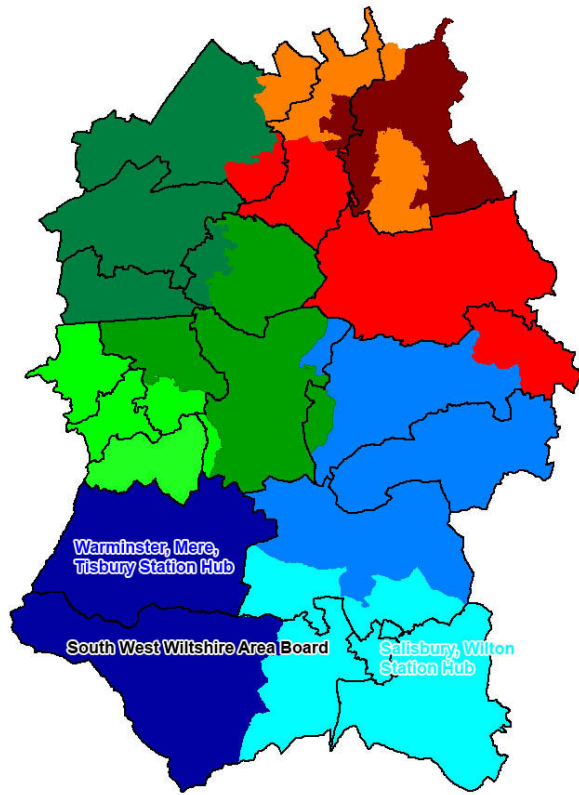 Warminster, Mere,
Tisbury Station Hub
South West Wiltshire Area Board
Salisbury, Wilton
Station Hub